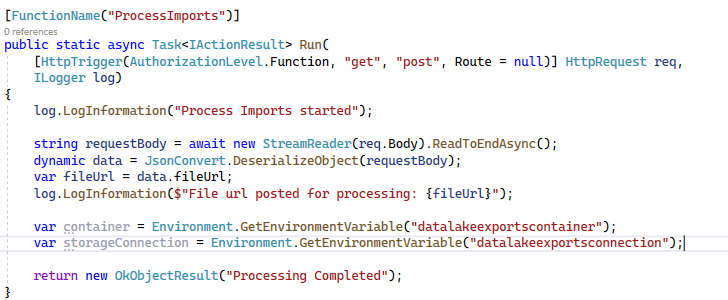 [FunctionName("ProcessImports")]
0 references
public static async Task<IActionResult> Run(
[HttpTrigger(AuthorizationLevel.Function, "get", "post", Route = null)] HttpRequest req,
ILogger log)
{
log.LogInformation("Process Imports started");
string requestBody = await new StreamReader(req.Body).ReadToEndAsync();
dynamic data = JsonConvert.DeserializeObject(requestBody);
var fileUrl = data.fileUrl;
log.LogInformation($"File url posted for processing: {fileUrl}");
var container = Environment.GetEnvironmentVariable("datalakeexportscontainer");
var storageConnection = Environment.GetEnvironmentVariable("datalakeexportsconnection");
return new OkObjectResult("Processing Completed");
}